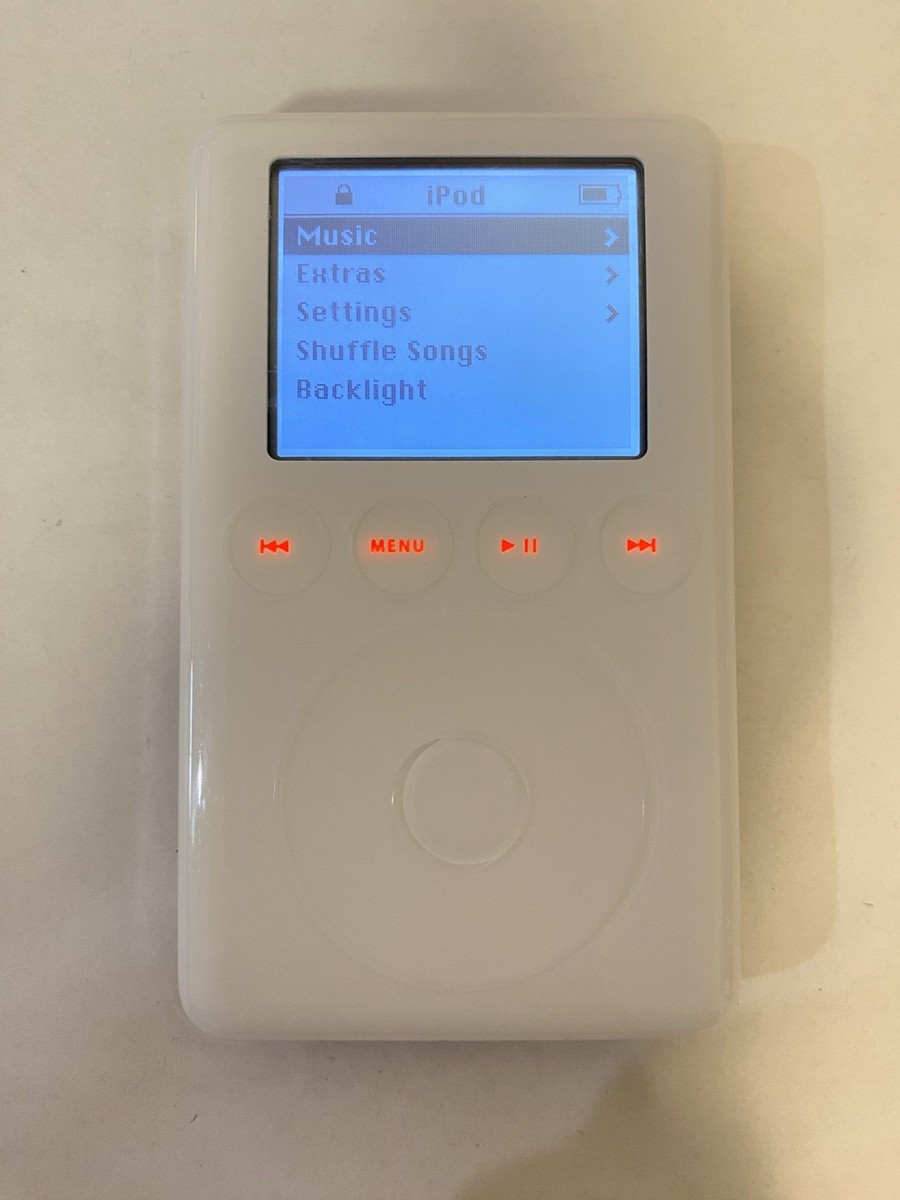 iPod
Music
Extras
Settings
Shuffle Songs
Backlight
MENU